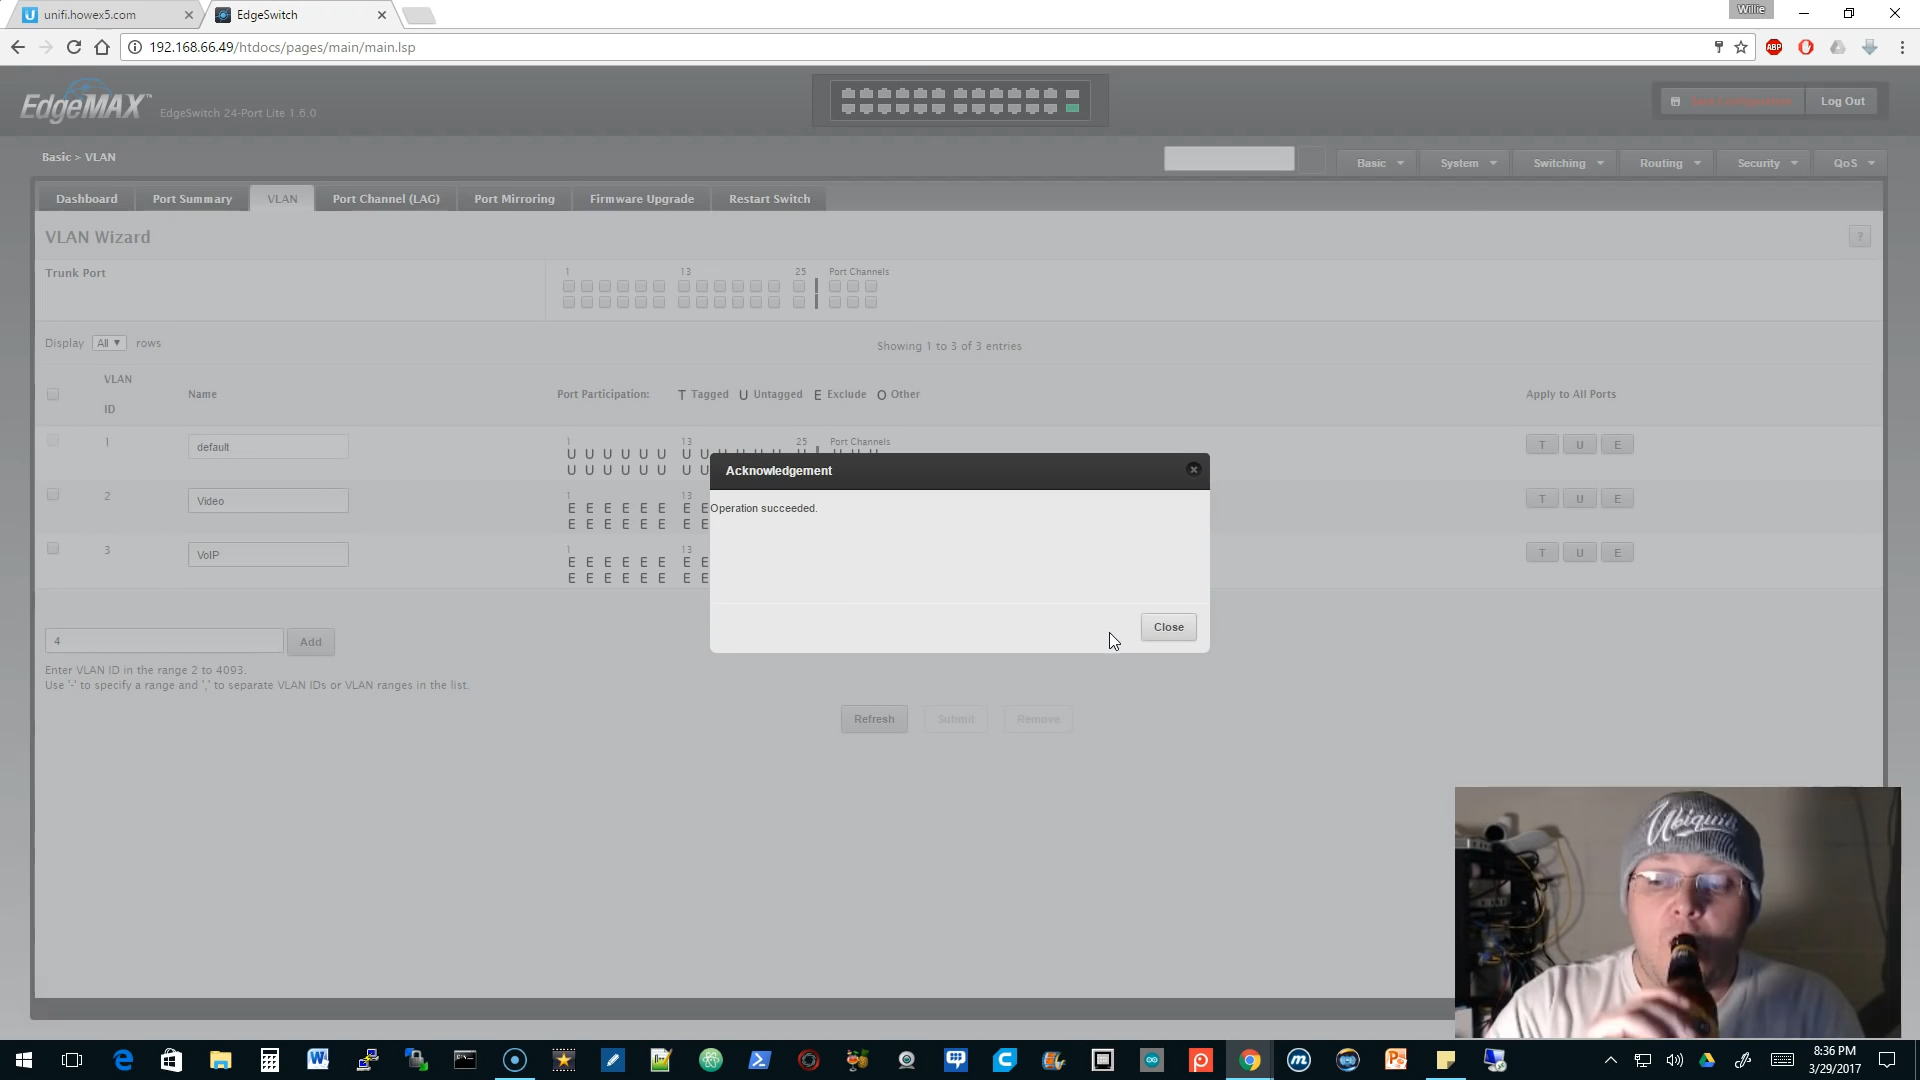 unifi.howex5.com
EdgeSwitch
Willie
192.168.66.49/htdocs/pages/main/main.lsp
ABP
EdgeMAX™
EdgeSwitch 24-Port Lite 1.6.0
Save Configuration
Log Out
Basic > VLAN
Basic
System
Switching
Routing
Security
QoS
Dashboard
Port Summary
VLAN
Port Channel (LAG)
Port Mirroring
Firmware Upgrade
Restart Switch
VLAN Wizard
?
Trunk Port
1 13 25 Port Channels
Display All rows
Showing 1 to 3 of 3 entries
VLAN
ID
Name
Port Participation: T Tagged U Untagged E Exclude O Other
Apply to All Ports
1 default
1 13 25 Port Channels
U U U U U U U U
U U U U U U U U
T U E
2 Video
1 13
E E E E E E E E
E E E E E E E E
T U E
3 VoIP
1 13
E E E E E E E E
E E E E E E E E
T U E
Acknowledgement
Operation succeeded.
Close
4 Add
Enter VLAN ID in the range 2 to 4093.
Use '-' to specify a range and ',' to separate VLAN IDs or VLAN ranges in the list.
Refresh
Submit
Remove
Ubiquiti
8:36 PM
3/29/2017